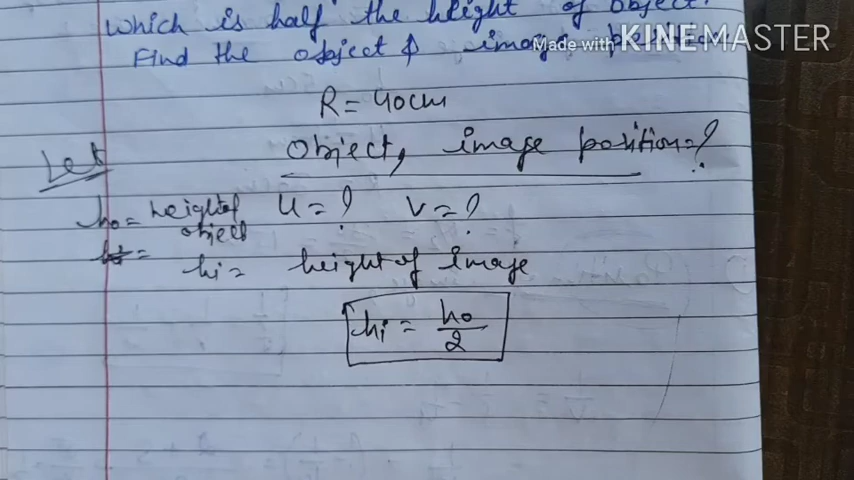 which is half the height of object.
Find the object & image position
Made with KINEMASTER
R = 40cm
Let
Object, image position=?
ho = height of object
u = ? v = ?
hi = height of image
hi = ho/2